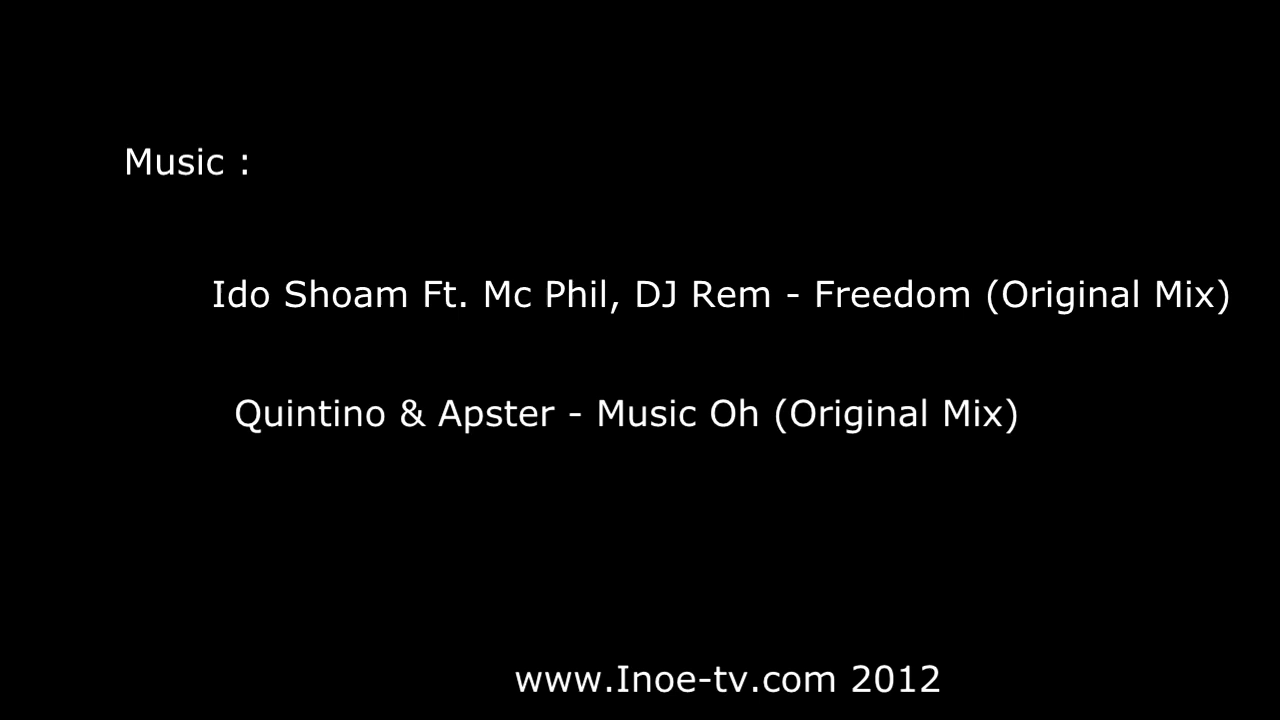 Music :
Ido Shoam Ft. Mc Phil, DJ Rem - Freedom (Original Mix)
Quintino & Apster - Music Oh (Original Mix)
www.Inoe-tv.com 2012